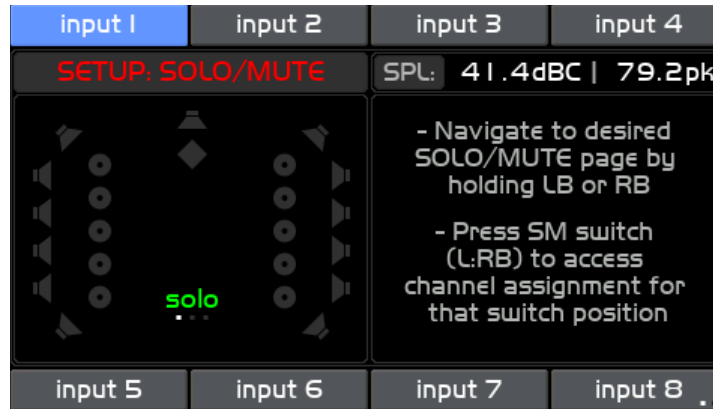 input 1 input 2 input 3 input 4
SETUP: SOLO/MUTE SPL: 41.4dBC | 79.2pk
- Navigate to desired
SOLO/MUTE page by
holding LB or RB
- Press SM switch
(L:RB) to access
channel assignment for
that switch position
solo
input 5 input 6 input 7 input 8